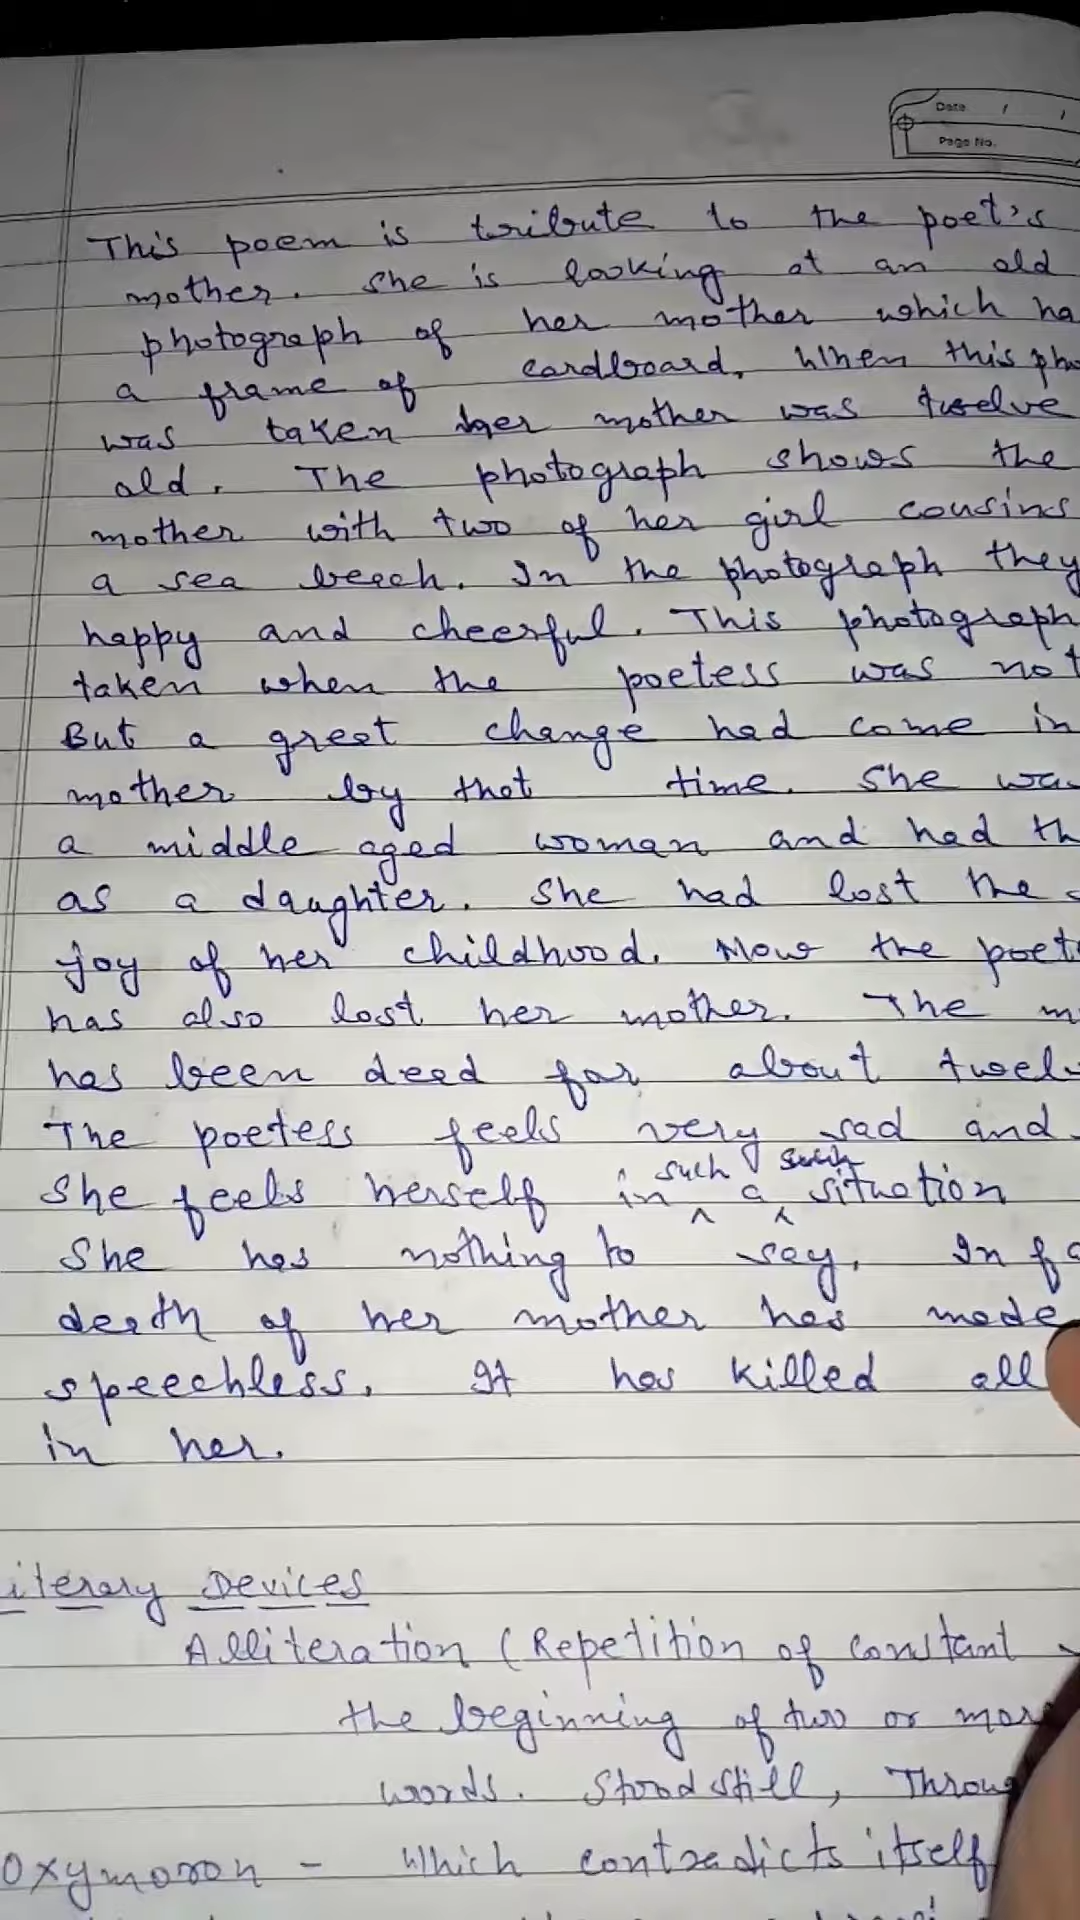 Date / /
Page No.
This poem is tribute to the poet's
mother. She is looking at an old
photograph of her mother which ha
a frame of cardboard. When this pho
was taken her mother was twelve
old. The photograph shows the
mother with two of her girl cousins
a sea beach. In the photograph they
happy and cheerful. This photograph
taken when the poetess was not
But a great change had come in
mother by that time. She wa
a middle aged woman and had th
as a daughter. She had lost the
joy of her childhood. Now the poet
has also lost her mother. The m
has been dead for about twel
The poetess feels very sad and
such such
She feels herself in a situation
She has nothing to say. In fa
death of her mother has made
speechless. It has killed all
in her.
iterary Devices
Alliteration (Repetition of constant
the beginning of two or mor
words. Stood still, Throu
Oxymoron - Which contradicts itself